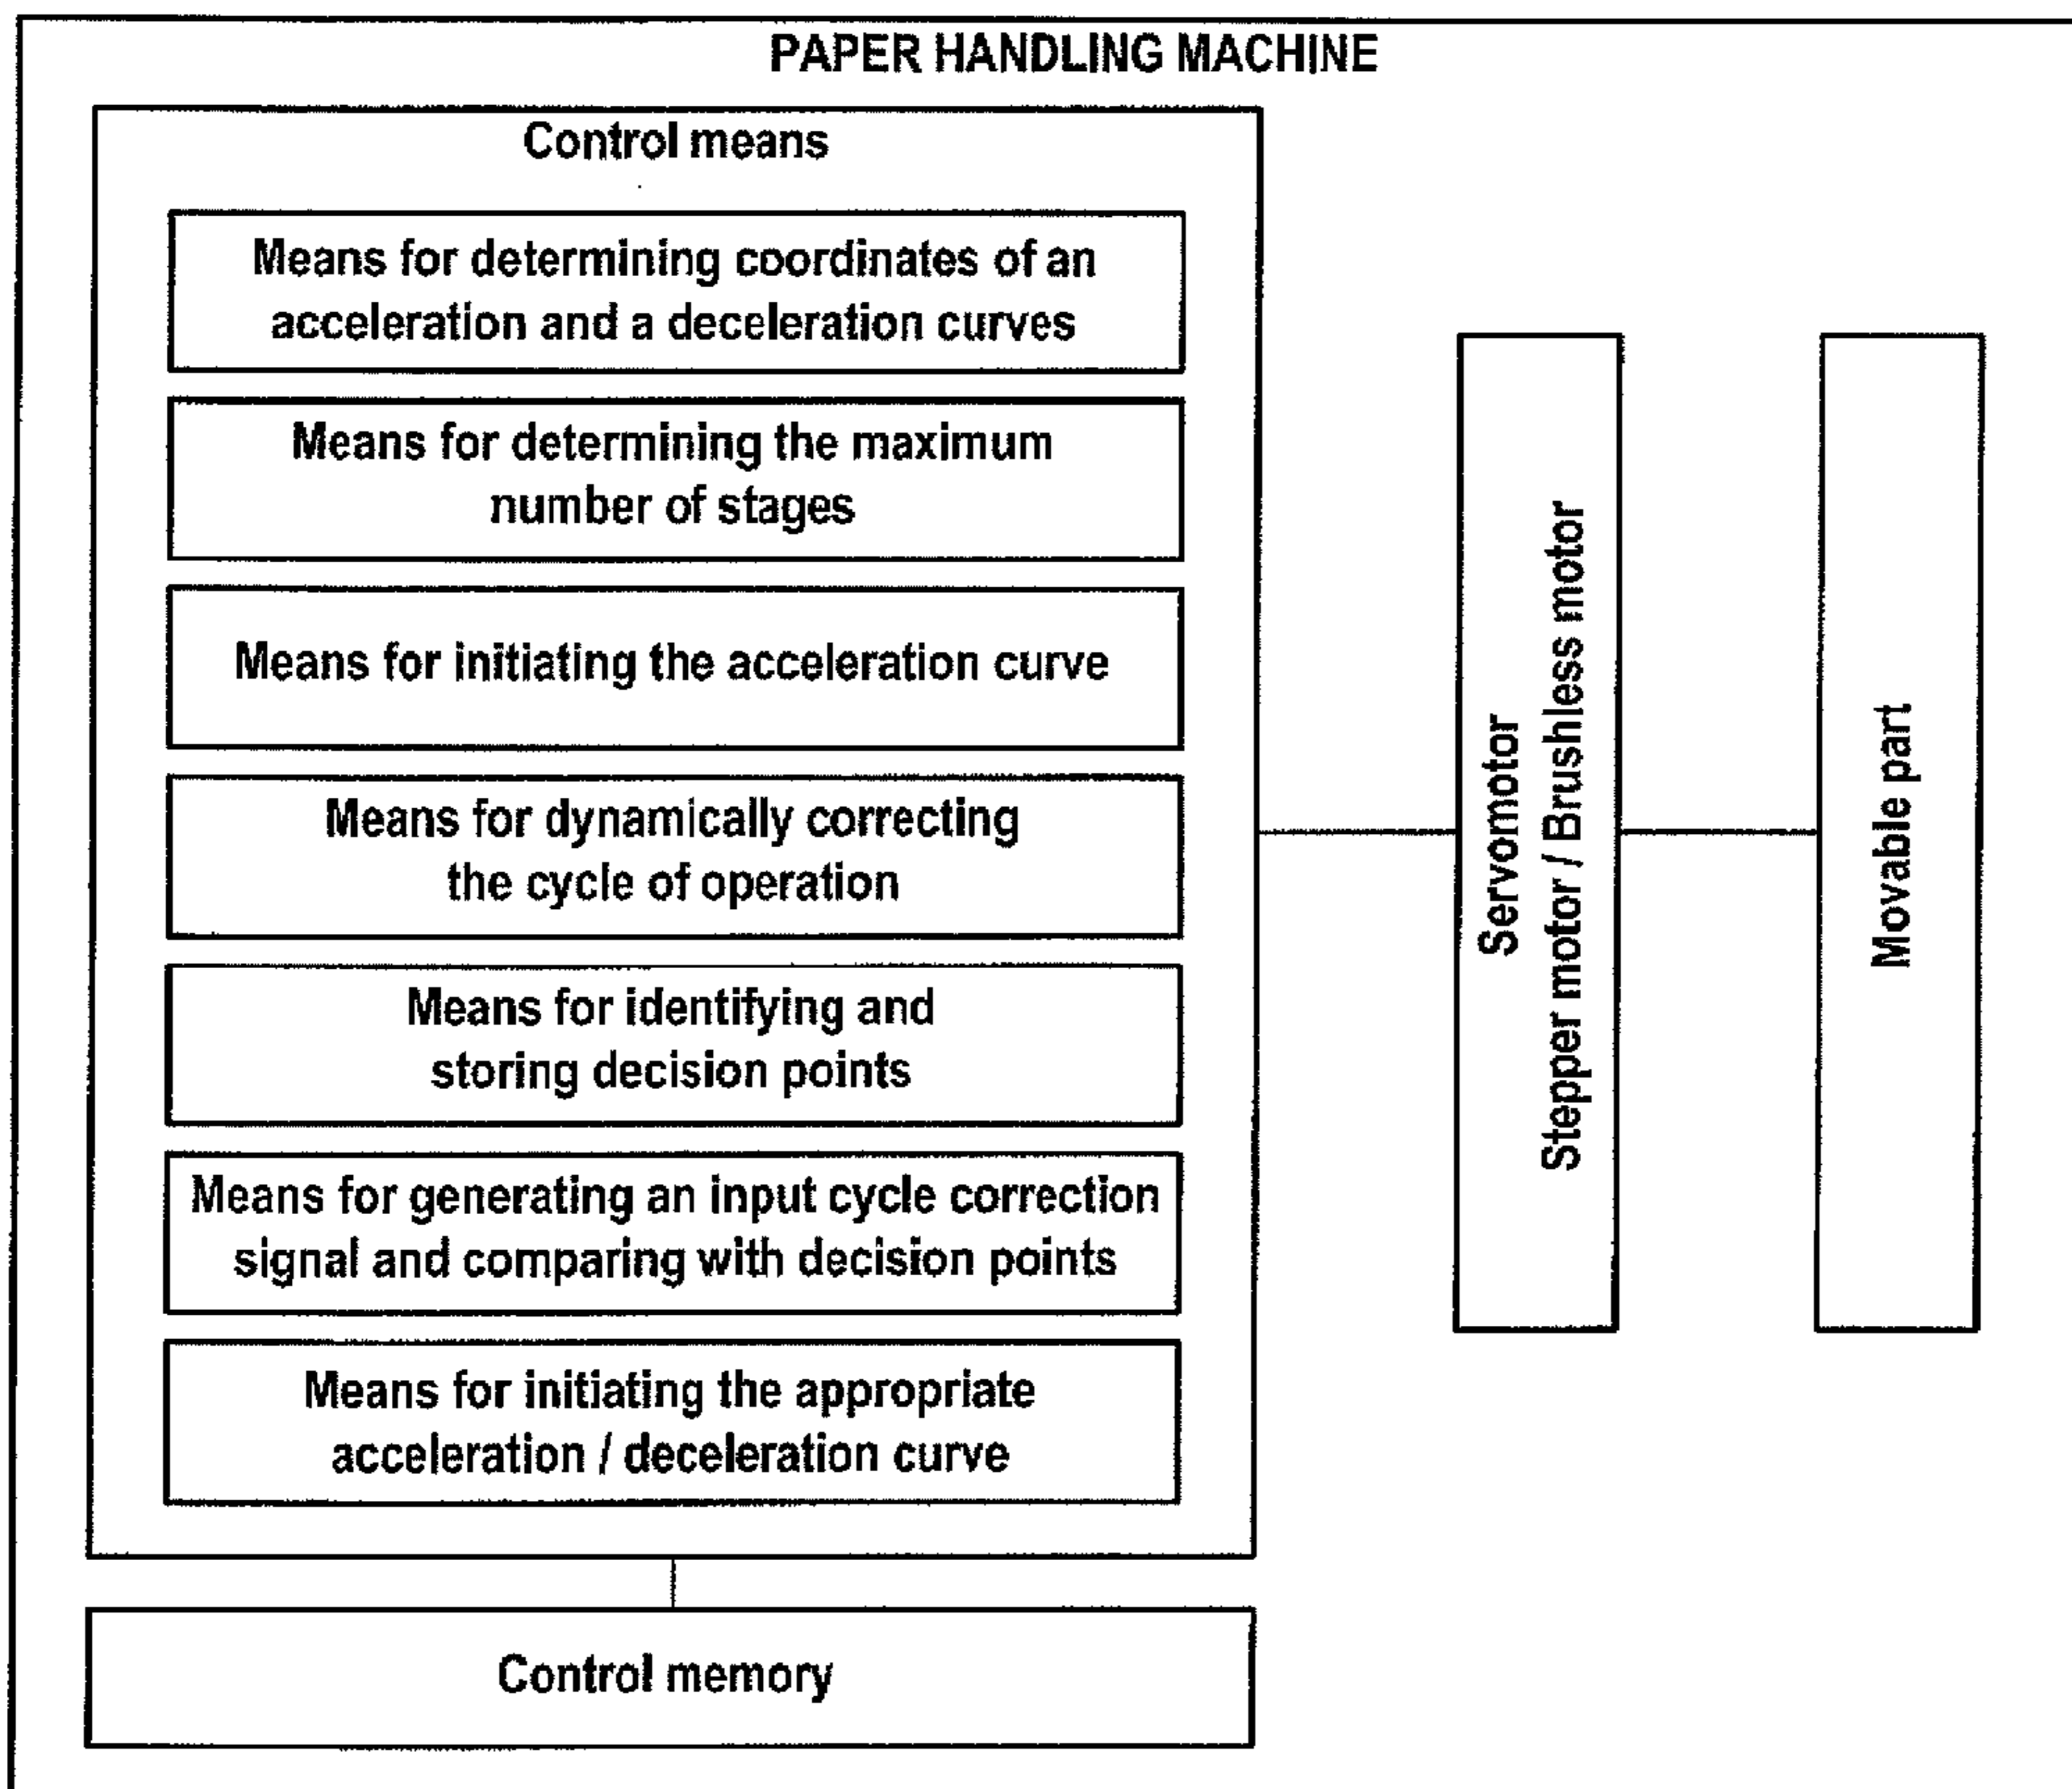 PAPER HANDLING MACHINE
Control means
Means for determining coordinates of an
acceleration and a deceleration curves
Means for determining the maximum
number of stages
Means for initiating the acceleration curve
Means for dynamically correcting
the cycle of operation
Means for identifying and
storing decision points
Means for generating an input cycle correction
signal and comparing with decision points
Means for initiating the appropriate
acceleration / deceleration curve
Control memory
Servomotor
Stepper motor / Brushless motor
Movable part